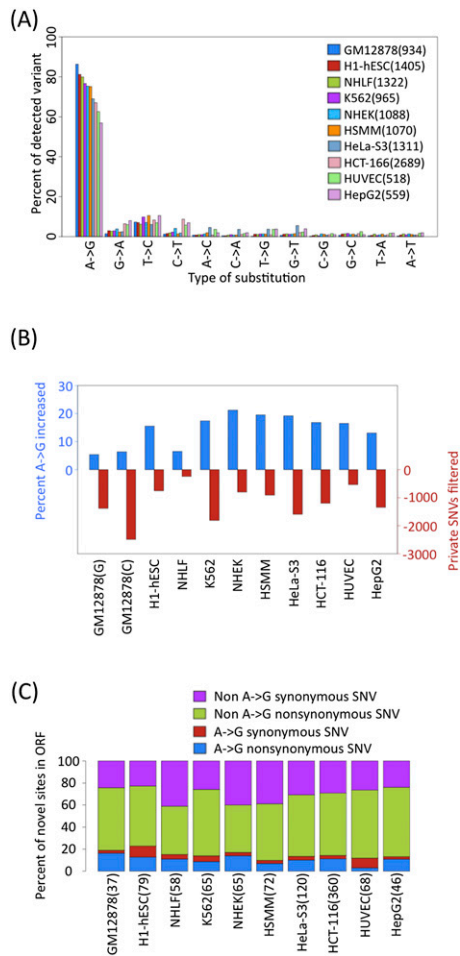 (A)
Percent of detected variant
100
80
60
40
20
0
GM12878(934)
H1-hESC(1405)
NHLF(1322)
K562(965)
NHEK(1088)
HSMM(1070)
HeLa-S3(1311)
HCT-166(2689)
HUVEC(518)
HepG2(559)
A->G
G->A
T->C
C->T
A->C
C->A
T->G
G->T
C->G
G->C
T->A
A->T
Type of substitution
(B)
Percent A->G increased
30
20
10
0
0
-1000
-2000
-3000
Private SNVs filtered
GM12878(G)
GM12878(C)
H1-hESC
NHLF
K562
NHEK
HSMM
HeLa-S3
HCT-116
HUVEC
HepG2
(C)
Non A->G synonymous SNV
Non A->G nonsynonymous SNV
A->G synonymous SNV
A->G nonsynonymous SNV
Percent of novel sites in ORF
100
80
60
40
20
0
GM12878(37)
H1-hESC(79)
NHLF(58)
K562(65)
NHEK(65)
HSMM(72)
HeLa-S3(120)
HCT-116(360)
HUVEC(68)
HepG2(46)